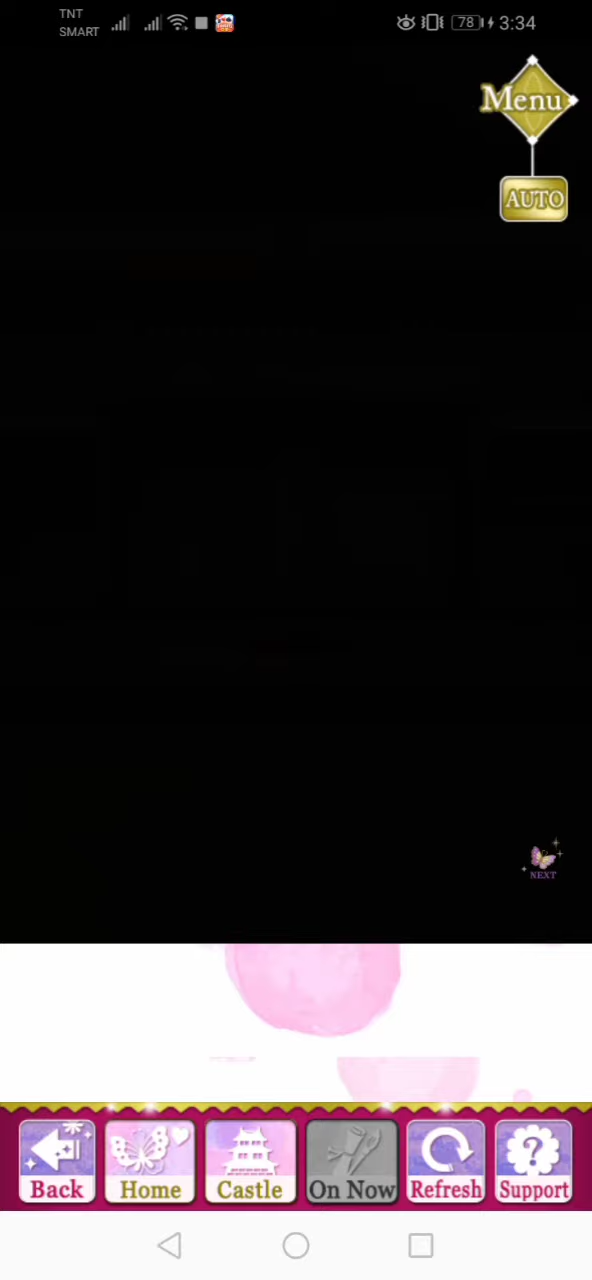 TNT
SMART
78
3:34
Menu
AUTO
NEXT
Back
Home
Castle
On Now
Refresh
Support